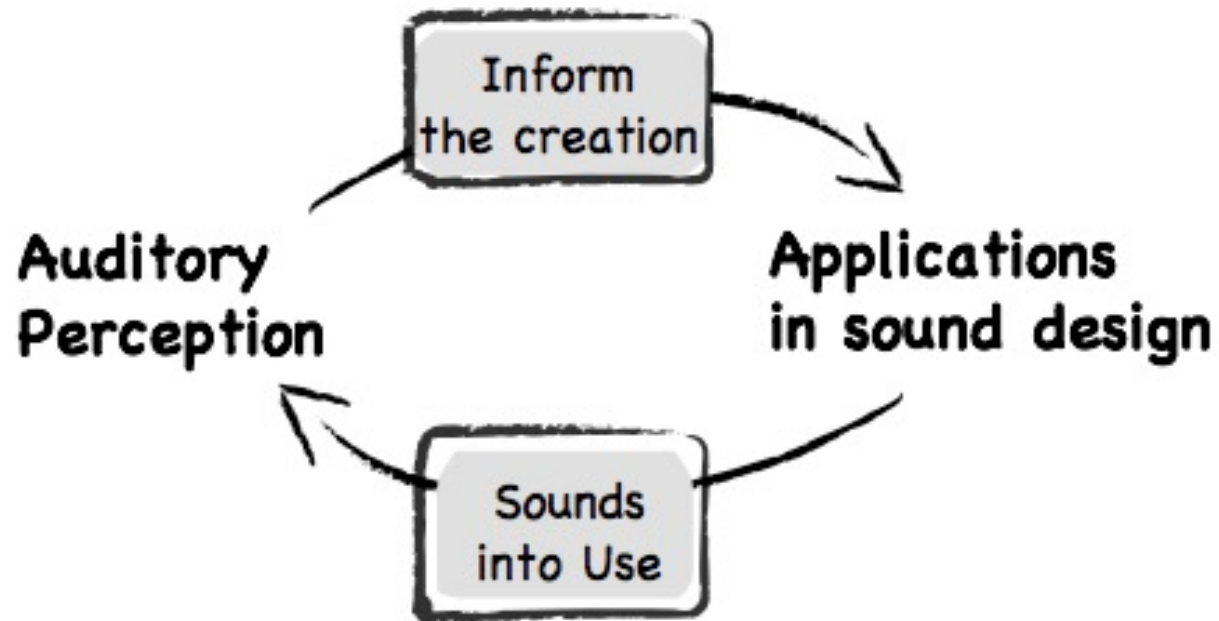 Inform
the creation
Auditory
Perception
Applications
in sound design
Sounds
into Use